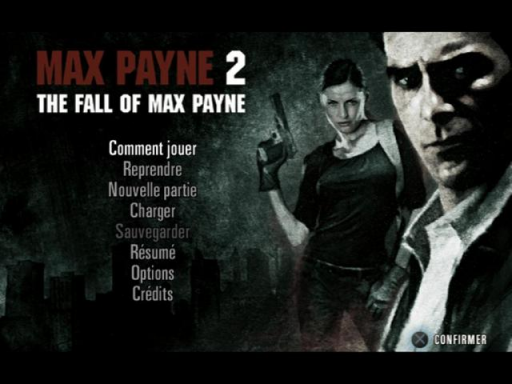 MAX PAYNE 2
THE FALL OF MAX PAYNE
Comment jouer
Reprendre
Nouvelle partie
Charger
Sauvegarder
Résumé
Options
Crédits
CONFIRMER